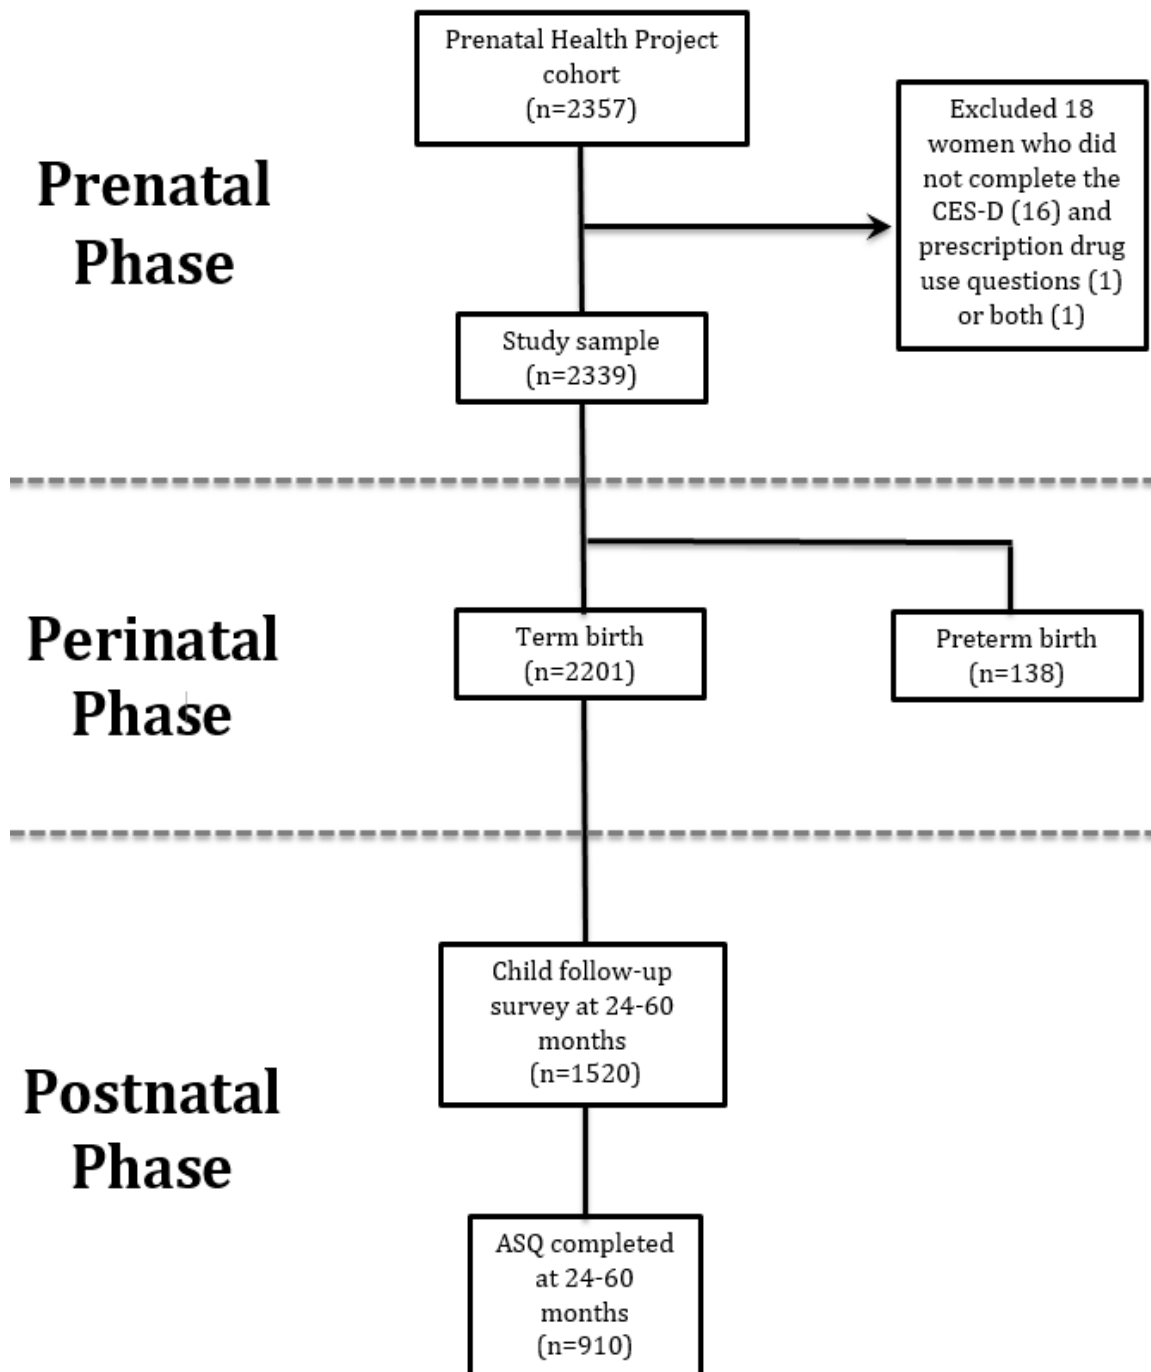 Prenatal Health Project
cohort
(n=2357)
Excluded 18
women who did
not complete the
CES-D (16) and
prescription drug
use questions (1)
or both (1)
Prenatal
Phase
Study sample
(n=2339)
Perinatal
Phase
Term birth
(n=2201)
Preterm birth
(n=138)
Child follow-up
survey at 24-60
months
(n=1520)
Postnatal
Phase
ASQ completed
at 24-60
months
(n=910)